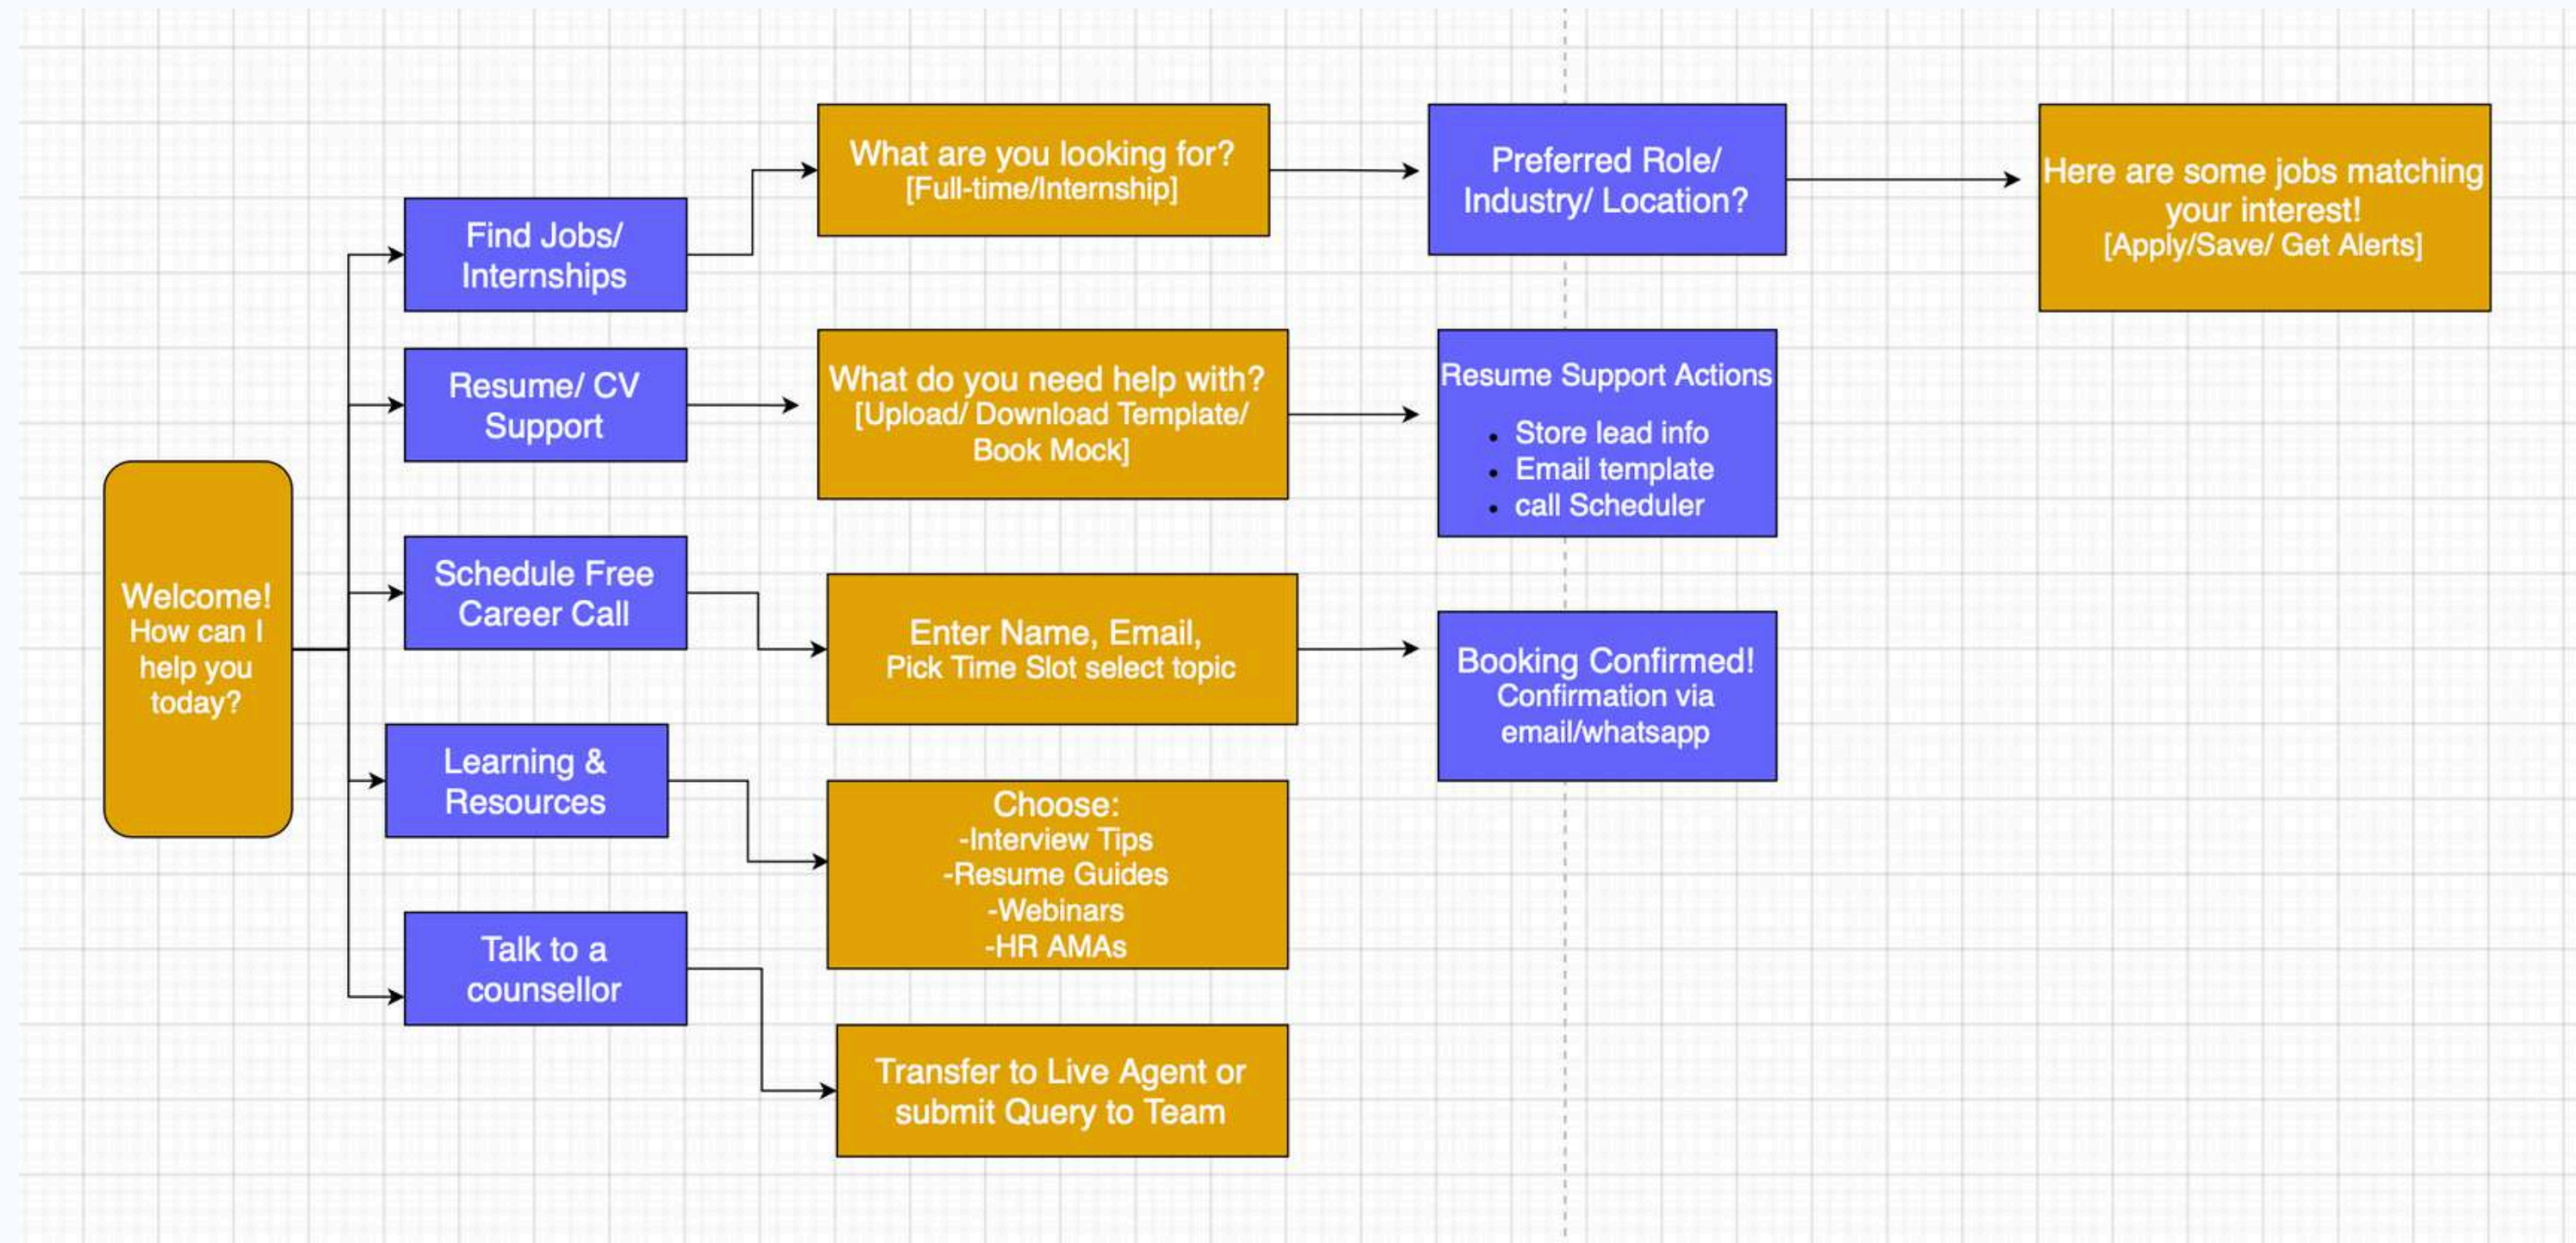 What are you looking for?
[Full-time/Internship]
Preferred Role/
Industry/ Location?
Here are some jobs matching
your interest!
[Apply/Save/ Get Alerts]
Find Jobs/
Internships
What do you need help with?
[Upload/ Download Template/
Book Mock]
Resume Support Actions
• Store lead info
• Email template
• call Scheduler
Resume/ CV
Support
Welcome!
How can I
help you
today?
Schedule Free
Career Call
Enter Name, Email,
Pick Time Slot select topic
Booking Confirmed!
Confirmation via
email/whatsapp
Learning &
Resources
Choose:
-Interview Tips
-Resume Guides
-Webinars
-HR AMAs
Talk to a
counsellor
Transfer to Live Agent or
submit Query to Team